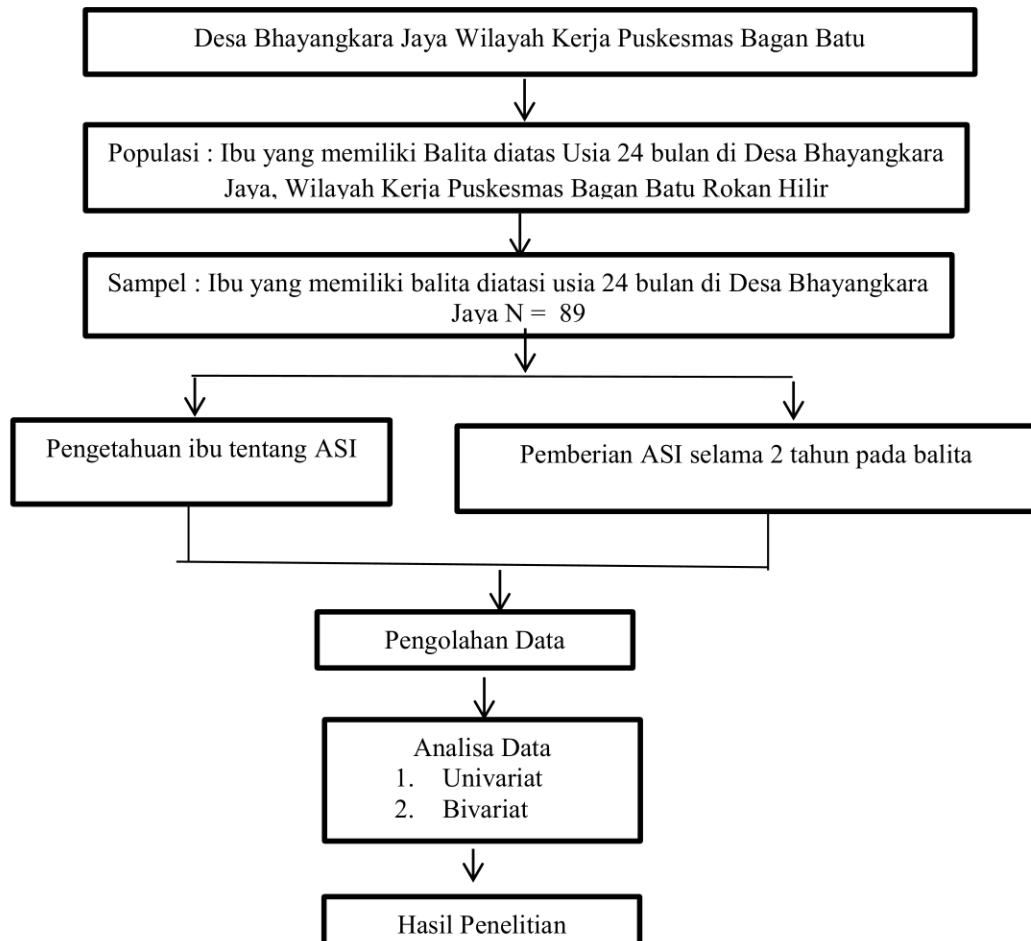 Desa Bhayangkara Jaya Wilayah Kerja Puskesmas Bagan Batu
Populasi : Ibu yang memiliki Balita diatas Usia 24 bulan di Desa Bhayangkara
Jaya, Wilayah Kerja Puskesmas Bagan Batu Rokan Hilir
Sampel : Ibu yang memiliki balita diatasi usia 24 bulan di Desa Bhayangkara
Jaya N = 89
Pengetahuan ibu tentang ASI
Pemberian ASI selama 2 tahun pada balita
Pengolahan Data
Analisa Data
1. Univariat
2. Bivariat
Hasil Penelitian